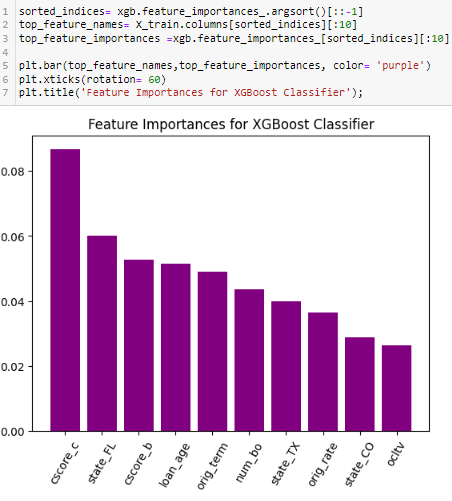 1 sorted_indices= xgb.feature_importances_.argsort()[::-1]
2 top_feature_names= X_train.columns[sorted_indices][:10]
3 top_feature_importances =xgb.feature_importances_[sorted_indices][:10]
4
5 plt.bar(top_feature_names,top_feature_importances, color= 'purple')
6 plt.xticks(rotation= 60)
7 plt.title('Feature Importances for XGBoost Classifier');
Feature Importances for XGBoost Classifier
0.08
0.06
0.04
0.02
0.00
cscore_c
state_FL
cscore_b
loan_age
orig_term
num_bo
state_TX
orig_rate
state_CO
ocltv